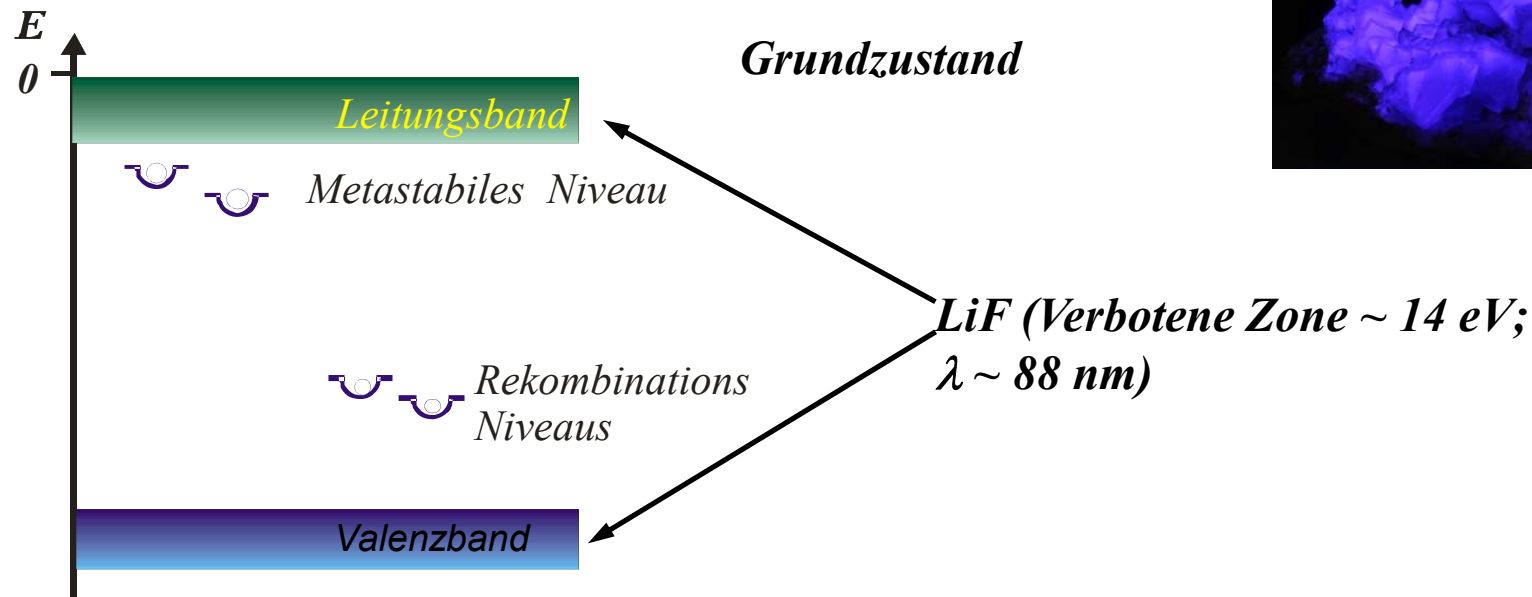 E
0
Grundzustand
Leitungsband
Metastabiles Niveau
LiF (Verbotene Zone ~ 14 eV;
λ ~ 88 nm)
Rekombinations
Niveaus
Valenzband